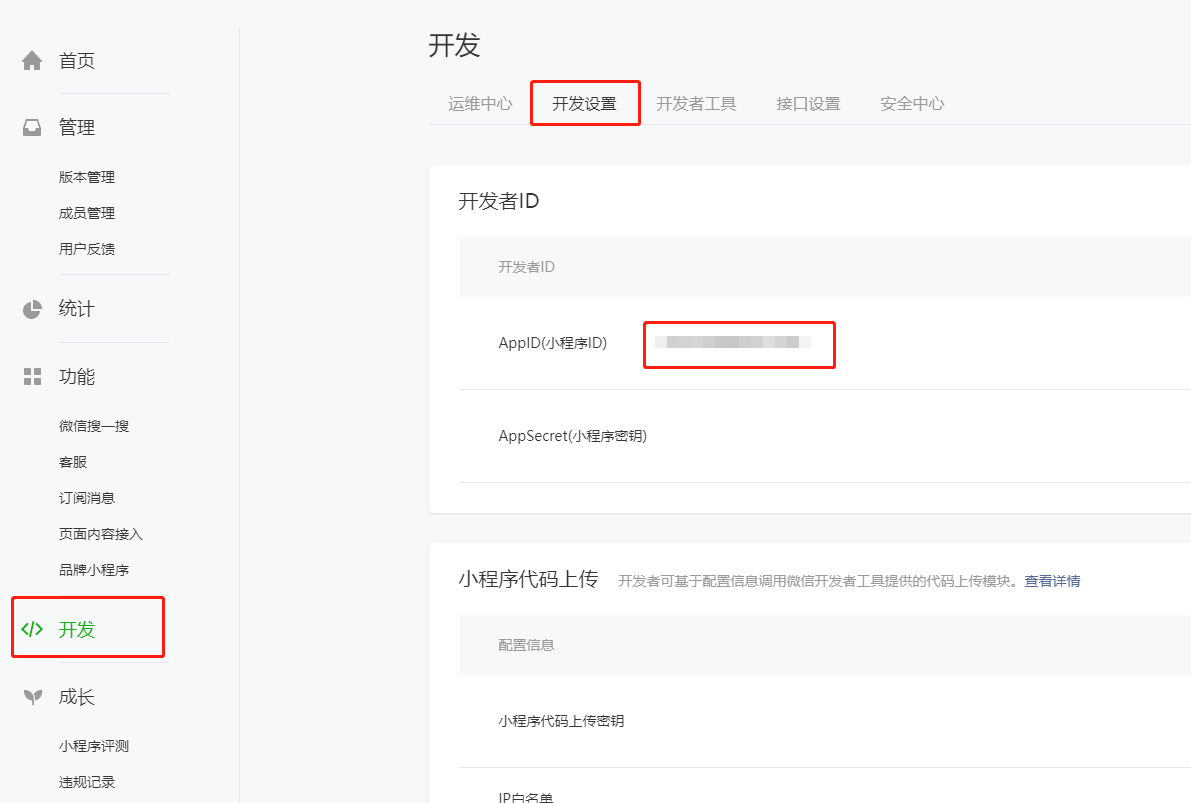 首页
管理
版本管理
成员管理
用户反馈
统计
功能
微信搜一搜
客服
订阅消息
页面内容接入
品牌小程序
开发
成长
小程序评测
违规记录
开发
运维中心 开发设置 开发者工具 接口设置 安全中心
开发者ID
开发者ID
AppID(小程序ID)
AppSecret(小程序密钥)
小程序代码上传 开发者可基于配置信息调用微信开发者工具提供的代码上传模块。查看详情
配置信息
小程序代码上传密钥
IP白名单